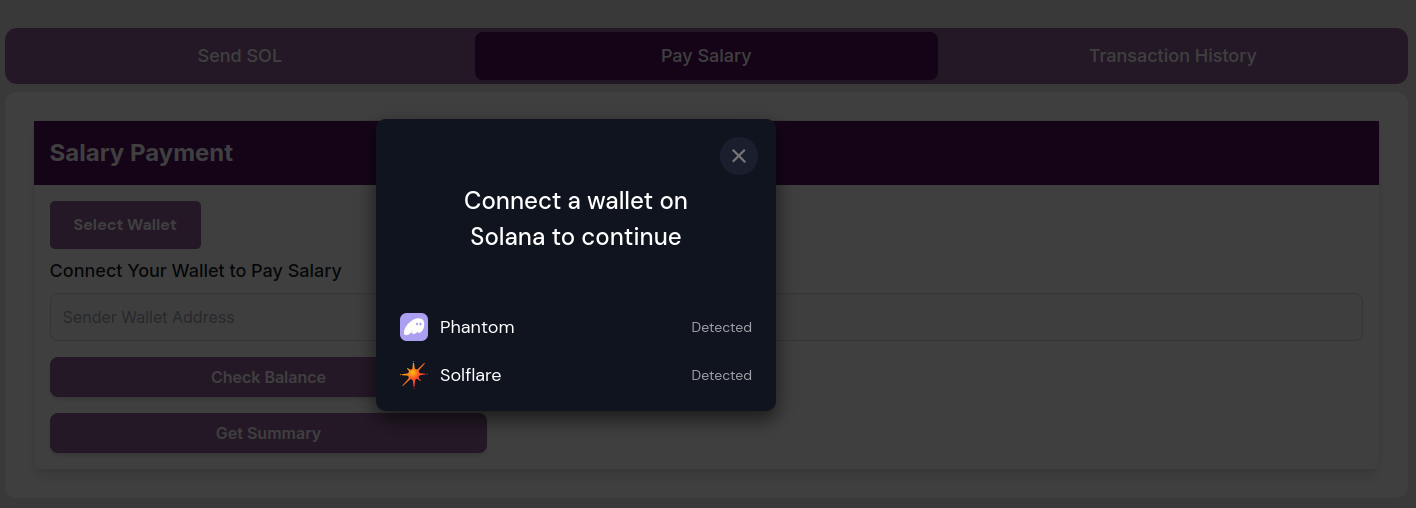 Send SOL
Pay Salary
Transaction History
Salary Payment
Select Wallet
Connect Your Wallet to Pay Salary
Sender Wallet Address
Check Balance
Get Summary
Connect a wallet on
Solana to continue
Phantom
Detected
Solflare
Detected